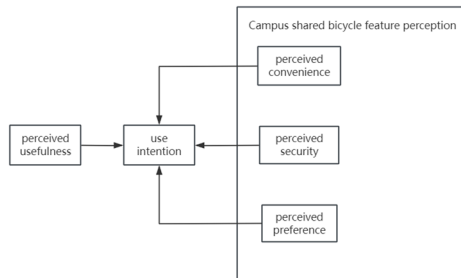 Campus shared bicycle feature perception
perceived
convenience
perceived
usefulness
use
intention
perceived
security
perceived
preference